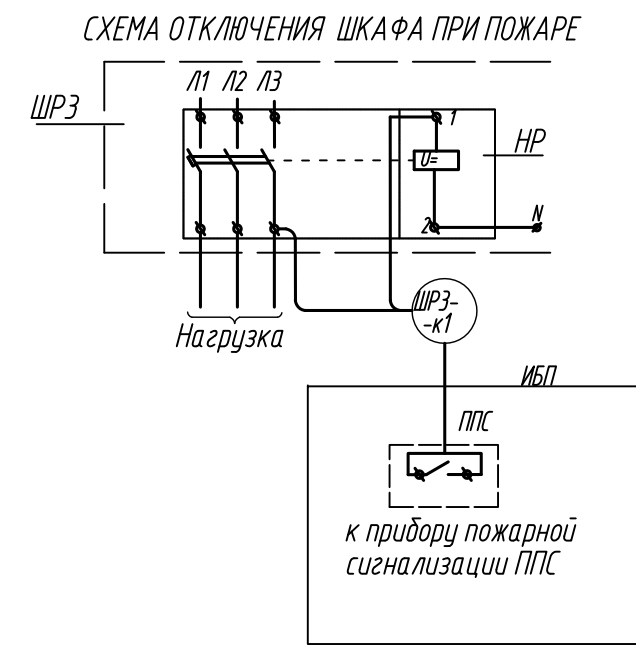 СХЕМА ОТКЛЮЧЕНИЯ ШКАФА ПРИ ПОЖАРЕ
Л1 Л2 Л3
ШР3
1
НР
U=
2
N
ШР3-
-к1
Нагрузка
ИБП
ППС
к прибору пожарной
сигнализации ППС